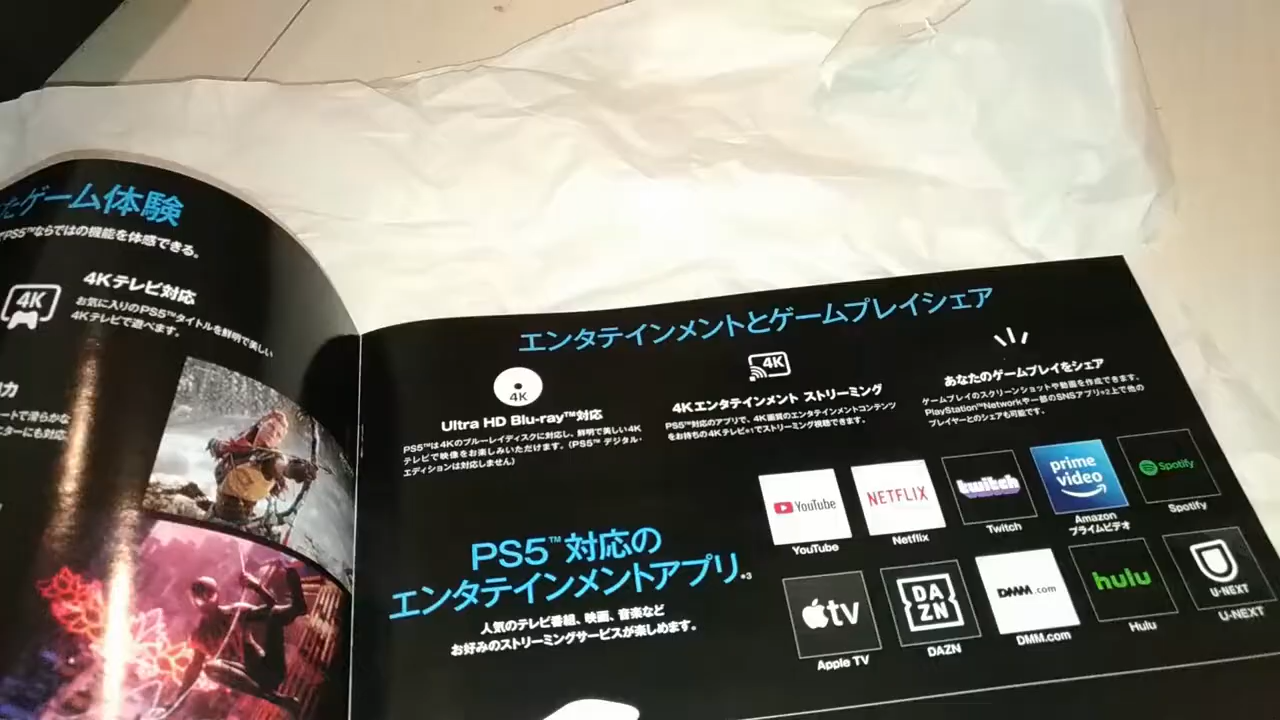 たゲーム体験
PS5™ならではの機能を体感できる。
4K
4Kテレビ対応
お気に入りのPS5™タイトルを鮮明で美しい
4Kテレビで遊べます。
ートで滑らかな
ニターにも対応
エンタテインメントとゲームプレイシェア
4K
Ultra HD Blu-ray™対応
PS5™は4Kのブルーレイディスクに対応し、鮮明で美しい4K
テレビで映像をお楽しみいただけます。(PS5™ デジタル・
エディションは対応しません)
4K
4Kエンタテインメント ストリーミング
PS5™対応のアプリで、4K画質のエンタテインメントコンテンツ
をお持ちの4Kテレビ※1でストリーミング視聴できます。
あなたのゲームプレイをシェア
ゲームプレイのスクリーンショットや動画を作成できます。
PlayStation™Networkや一部のSNSアプリ※2上で他の
プレイヤーとのシェアも可能です。
PS5™対応の
エンタテインメントアプリ※3
人気のテレビ番組、映画、音楽など
お好みのストリーミングサービスが楽しめます。
YouTube
NETFLIX
twitch
prime video
Spotify
YouTube
Netflix
Twitch
Amazon
プライムビデオ
Spotify
tv
DAZN
DMM.com
hulu
U-NEXT
Apple TV
DAZN
DMM.com
Hulu
U-NEXT